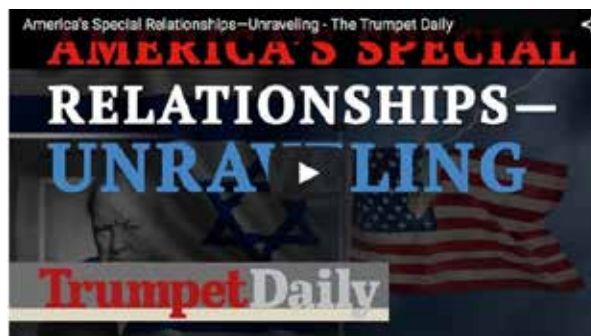 America's Special Relationships—Unraveling - The Trumpet Daily
AMERICA'S SPECIAL
RELATIONSHIPS—
UNRAVELING
TrumpetDaily